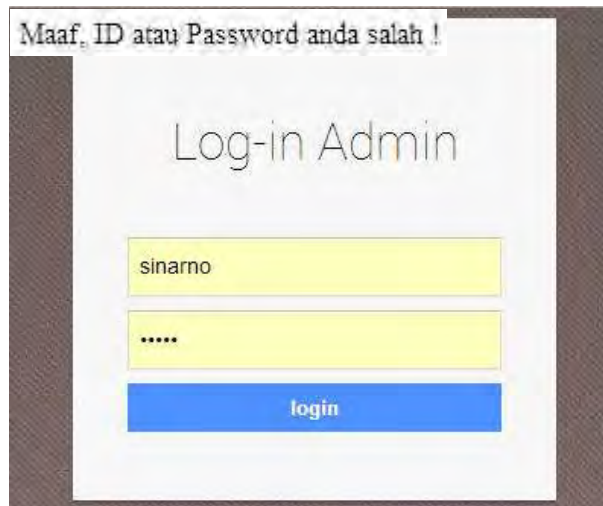 Maaf, ID atau Password anda salah !
Log-in Admin
sinarno
•••••
login